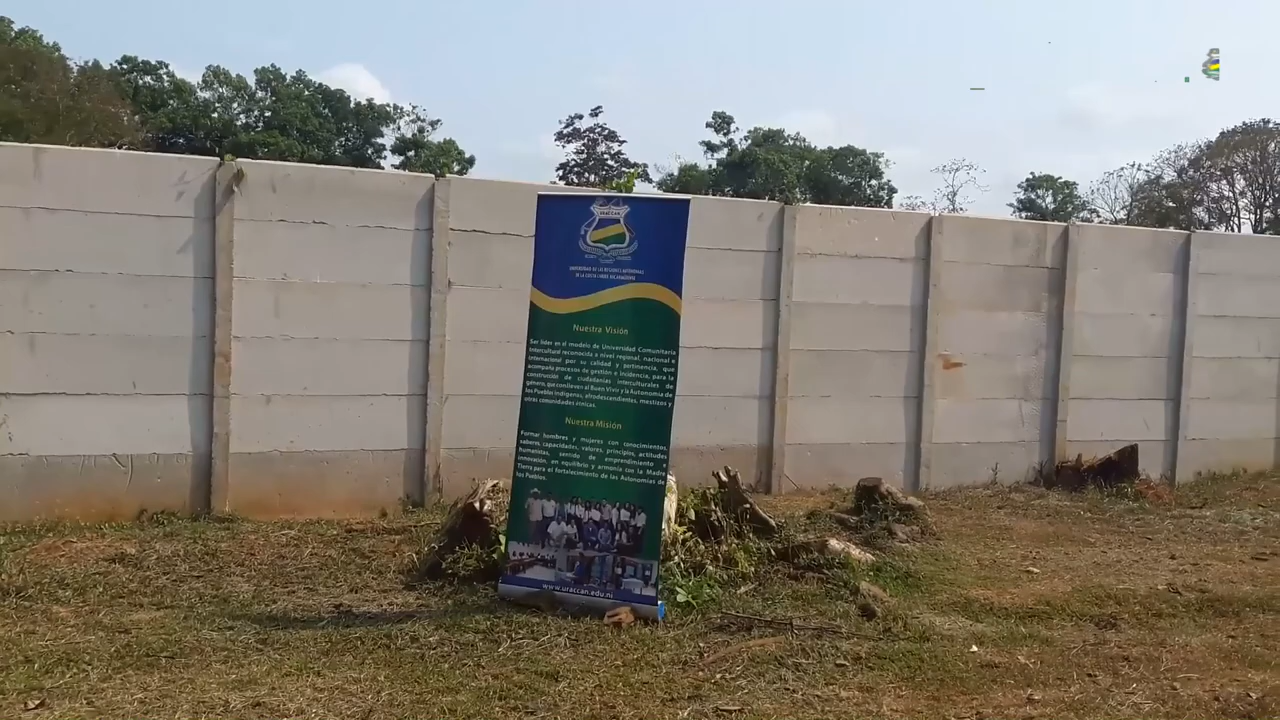 URACCAN
UNIVERSIDAD DE LAS REGIONES AUTÓNOMAS
DE LA COSTA CARIBE NICARAGÜENSE
Nuestra Visión
Ser líder en el modelo de Universidad Comunitaria
Intercultural reconocida a nivel regional, nacional e
internacional por su calidad y pertinencia, que
acompaña procesos de gestión e incidencia, para la
construcción de ciudadanías interculturales de
género, que conlleven al Buen Vivir y la Autonomía de
los Pueblos indígenas, afrodescendientes, mestizos y
otras comunidades étnicas.
Nuestra Misión
Formar hombres y mujeres con conocimientos,
saberes, capacidades, valores, principios, actitudes
humanistas, sentido de emprendimiento e
innovación, en equilibrio y armonía con la Madre
Tierra para el fortalecimiento de las Autonomías de
los Pueblos.
www.uraccan.edu.ni